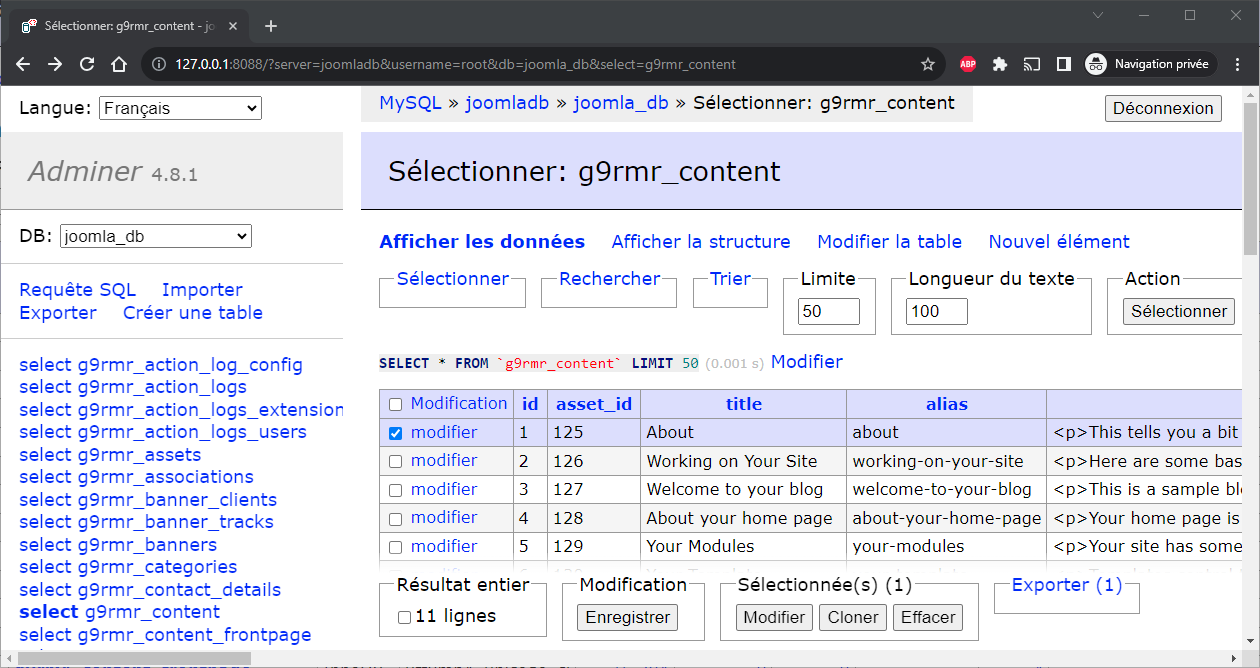 Sélectionner: g9rmr_content - jo
127.0.0.1:8088/?server=joomladb&username=root&db=joomla_db&select=g9rmr_content
ABP
Navigation privée
Langue: Français
MySQL » joomladb » joomla_db » Sélectionner: g9rmr_content
Déconnexion
Adminer 4.8.1
Sélectionner: g9rmr_content
DB: joomla_db
Afficher les données Afficher la structure Modifier la table Nouvel élément
Requête SQL Importer
Exporter Créer une table
Sélectionner Rechercher Trier Limite Longueur du texte Action
50 100 Sélectionner
SELECT * FROM `g9rmr_content` LIMIT 50 (0.001 s) Modifier
select g9rmr_action_log_config
select g9rmr_action_logs
select g9rmr_action_logs_extension
select g9rmr_action_logs_users
select g9rmr_assets
select g9rmr_associations
select g9rmr_banner_clients
select g9rmr_banner_tracks
select g9rmr_banners
select g9rmr_categories
select g9rmr_contact_details
select g9rmr_content
select g9rmr_content_frontpage
Modification id asset_id title alias
modifier 1 125 About about <p>This tells you a bit
modifier 2 126 Working on Your Site working-on-your-site <p>Here are some bas
modifier 3 127 Welcome to your blog welcome-to-your-blog <p>This is a sample bl
modifier 4 128 About your home page about-your-home-page <p>Your home page is
modifier 5 129 Your Modules your-modules <p>Your site has some
Résultat entier Modification Sélectionnée(s) (1) Exporter (1)
11 lignes Enregistrer Modifier Cloner Effacer